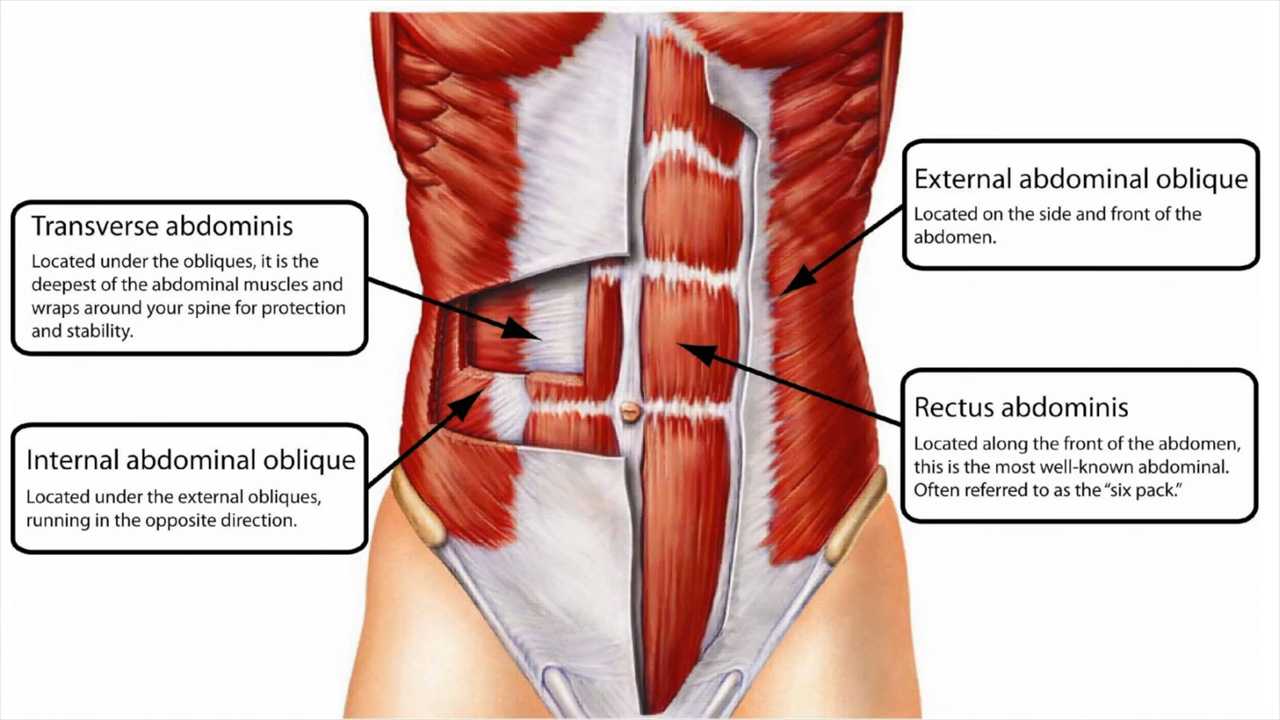 Transverse abdominis
Located under the obliques, it is the
deepest of the abdominal muscles and
wraps around your spine for protection
and stability.
Internal abdominal oblique
Located under the external obliques,
running in the opposite direction.
External abdominal oblique
Located on the side and front of the
abdomen.
Rectus abdominis
Located along the front of the abdomen,
this is the most well-known abdominal.
Often referred to as the “six pack.”